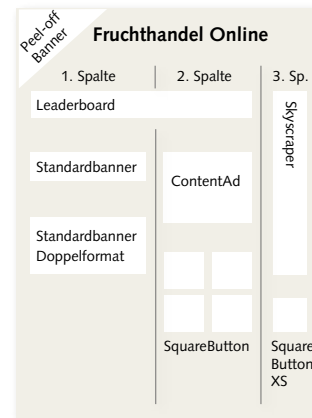 Peel-off
Banner
Fruchthandel Online
1. Spalte
2. Spalte
3. Sp.
Leaderboard
Skyscraper
Standardbanner
ContentAd
Standardbanner
Doppelformat
SquareButton
Square
Button
XS